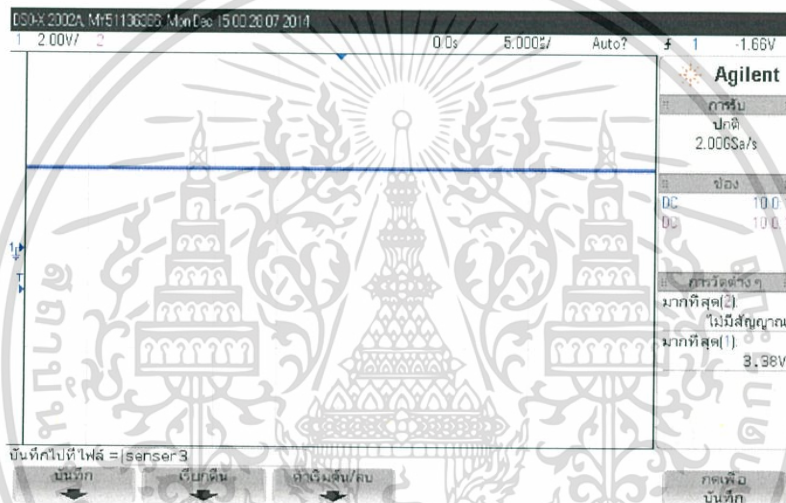 DSO-X 2002A, MY51136366 Mon Dec 15 00:28:07 2014
1 2.00V/ 2 0.0s 5.000s/ Auto? 1 -1.66V
Agilent
การรับ
ปกติ
2.00GSa/s
ช่อง
DC 10.0:
DC 10.0:
การวัดต่าง ๆ
มากที่สุด(2):
ไม่มีสัญญาณ
มากที่สุด(1):
3.38V
1
T
บันทึกไปที่ไฟล์ = senser3
บันทึก เรียกคืน ค่าเริ่มต้น/ลบ กดเพื่อ
บันทึก